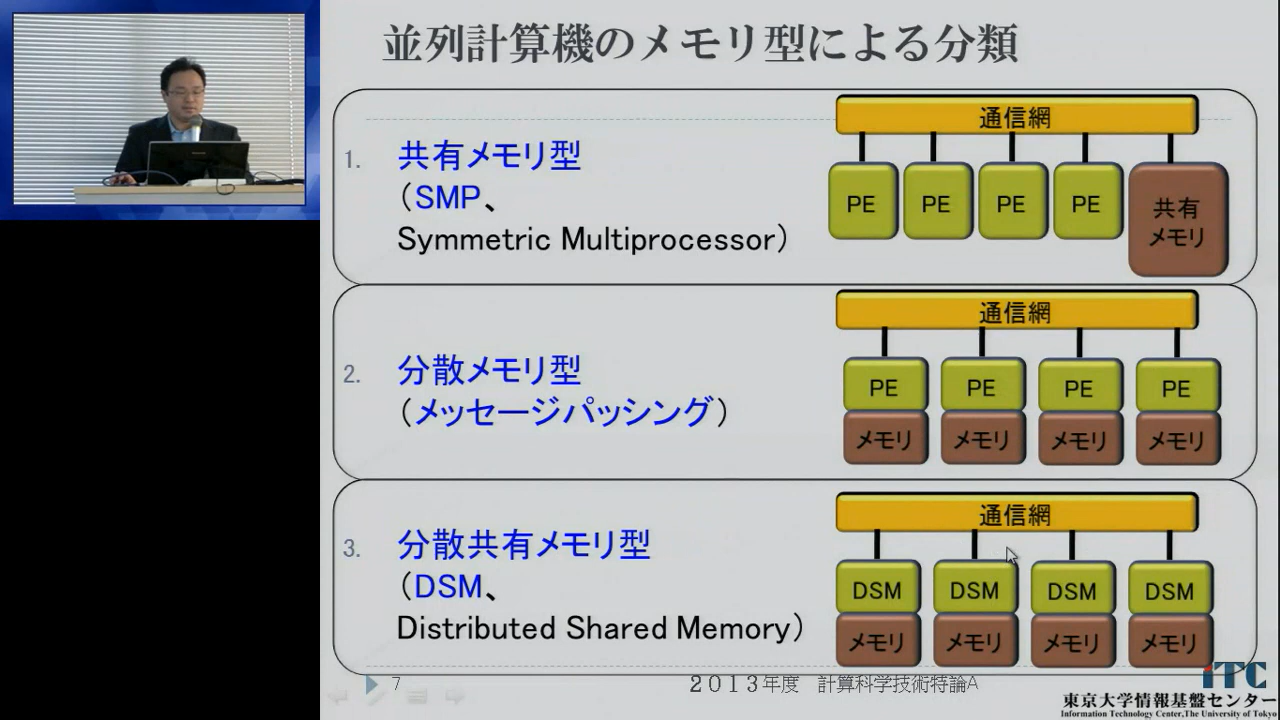 並列計算機のメモリ型による分類
1. 共有メモリ型
（SMP、
Symmetric Multiprocessor）
通信網
PE PE PE PE 共有
メモリ
2. 分散メモリ型
（メッセージパッシング）
通信網
PE PE PE PE
メモリ メモリ メモリ メモリ
3. 分散共有メモリ型
（DSM、
Distributed Shared Memory）
通信網
DSM DSM DSM DSM
メモリ メモリ メモリ メモリ
7 2013年度 計算科学技術特論A
ITC
東京大学情報基盤センター
Information Technology Center,The University of Tokyo